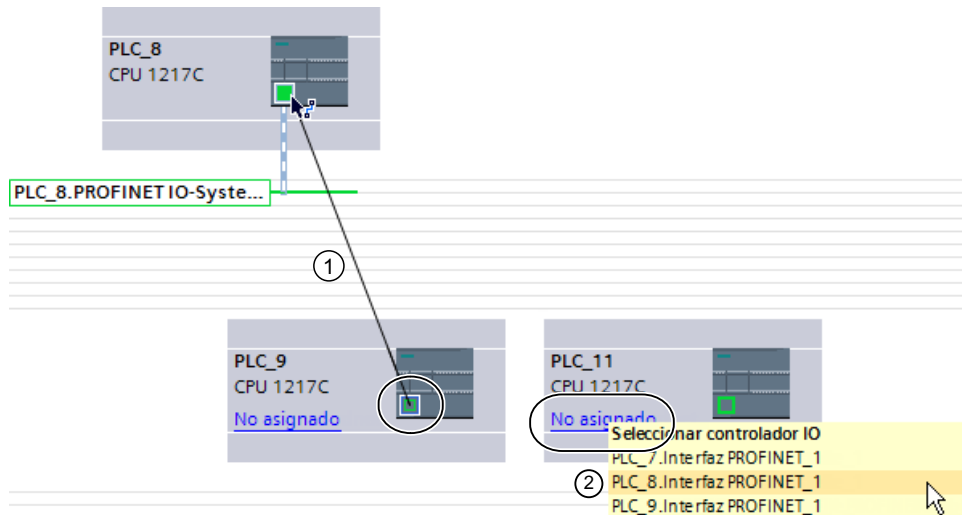 PLC_8
CPU 1217C
PLC_8.PROFINET IO-Syste...
1
PLC_9
CPU 1217C
No asignado
PLC_11
CPU 1217C
No asignado
Seleccionar controlador IO
PLC_7.Interfaz PROFINET_1
2
PLC_8.Interfaz PROFINET_1
PLC_9.Interfaz PROFINET_1